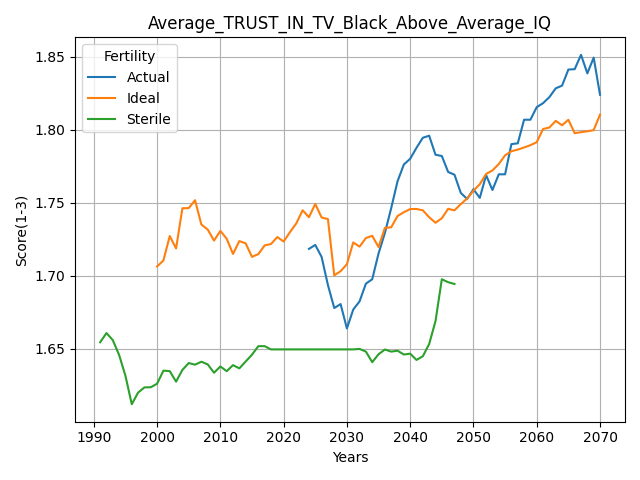 Average_TRUST_IN_TV_Black_Above_Average_IQ
Fertility
Actual
Ideal
Sterile
Score(1-3)
1.85
1.80
1.75
1.70
1.65
1990 2000 2010 2020 2030 2040 2050 2060 2070
Years